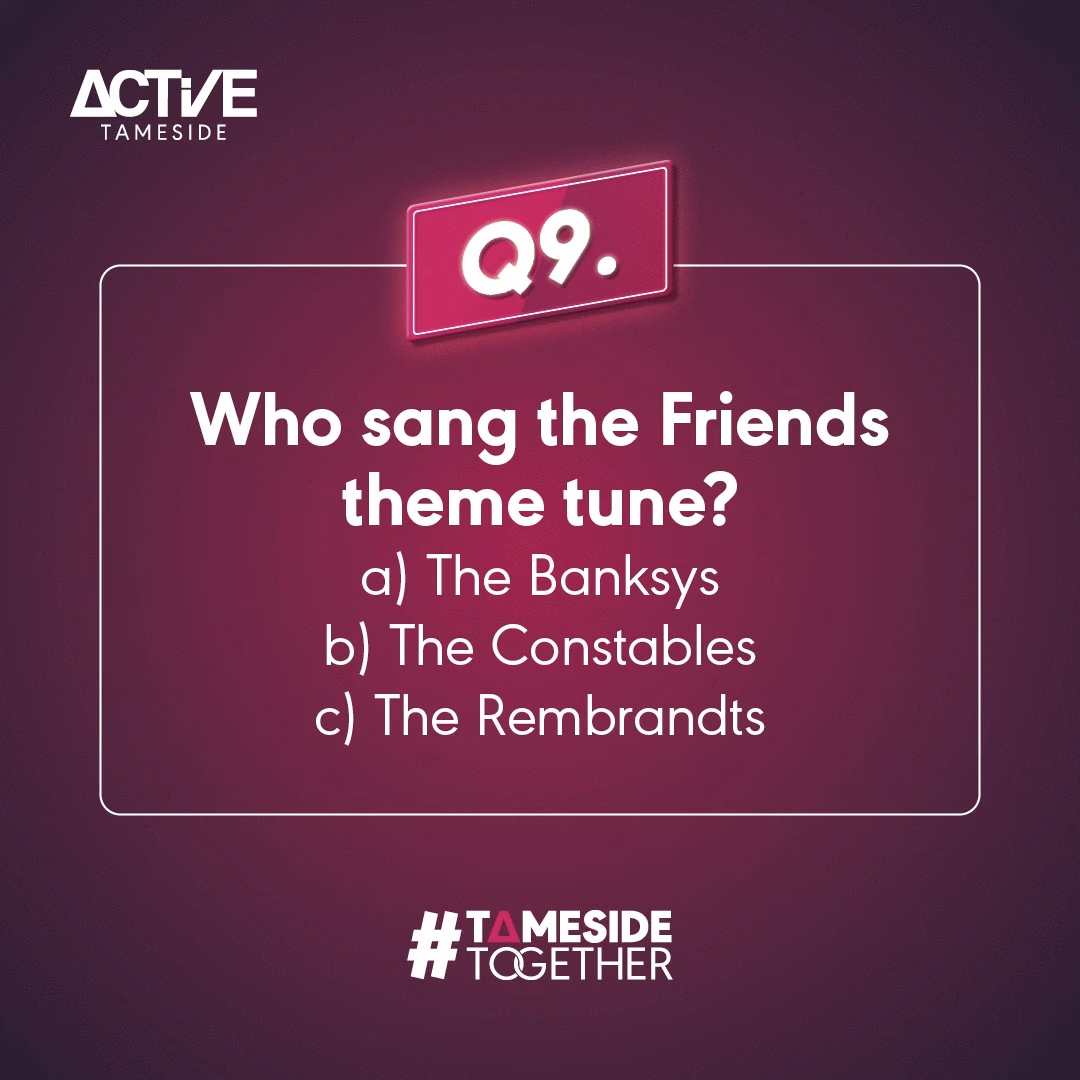 ACTiVE
TAMESIDE
Q9.
Who sang the Friends
theme tune?
a) The Banksys
b) The Constables
c) The Rembrandts
#TAMESIDE
TOGETHER